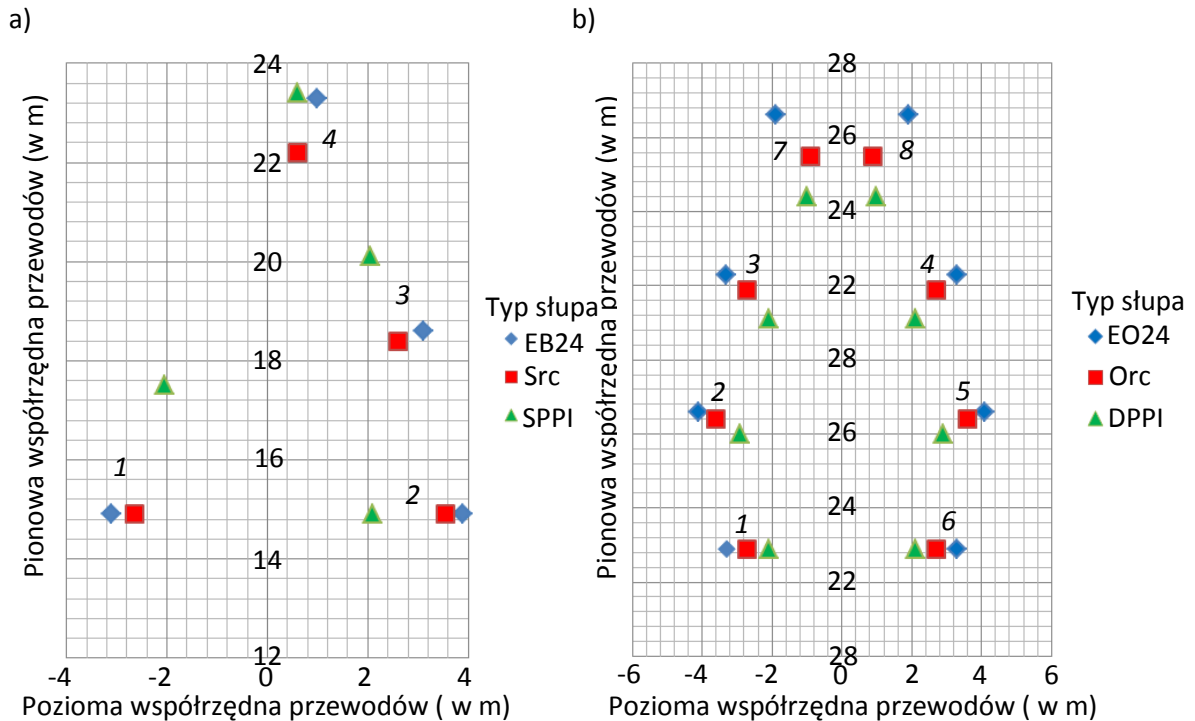 a)
Pionowa współrzędna przewodów (w m)
24
22
20
18
16
14
12
-4
-2
0
2
4
Pozioma współrzędna przewodów ( w m)
1
2
3
4
Typ słupa
EB24
Src
SPPI
b)
Pionowa współrzędna przewodów (w m)
28
26
24
22
28
26
24
22
28
-6
-4
-2
0
2
4
6
Pozioma współrzędna przewodów ( w m)
7
8
3
4
2
5
1
6
Typ słupa
EO24
Orc
DPPI